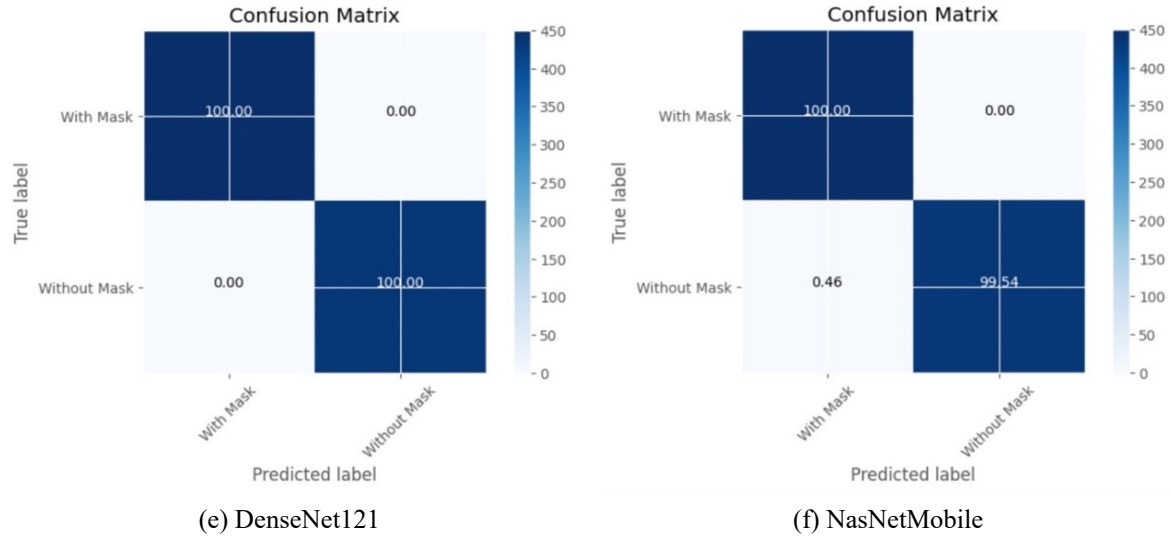 Confusion Matrix
450
400
350
300
250
200
150
100
50
0
With Mask
Without Mask
True label
100.00
0.00
0.00
100.00
With Mask
Without Mask
Predicted label
(e) DenseNet121
Confusion Matrix
450
400
350
300
250
200
150
100
50
0
With Mask
Without Mask
True label
100.00
0.00
0.46
99.54
With Mask
Without Mask
Predicted label
(f) NasNetMobile